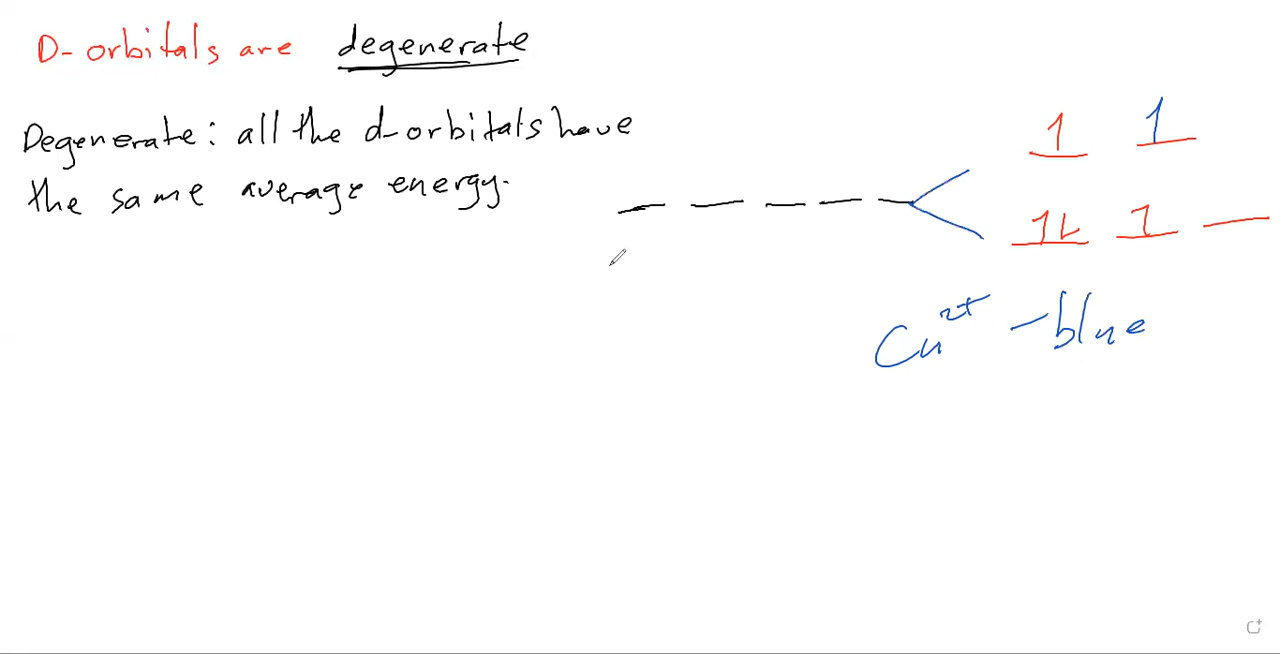 D-orbitals are degenerate
Degenerate: all the d-orbitals have
the same average energy.
1 1
1L 1
Cu2+ - blue